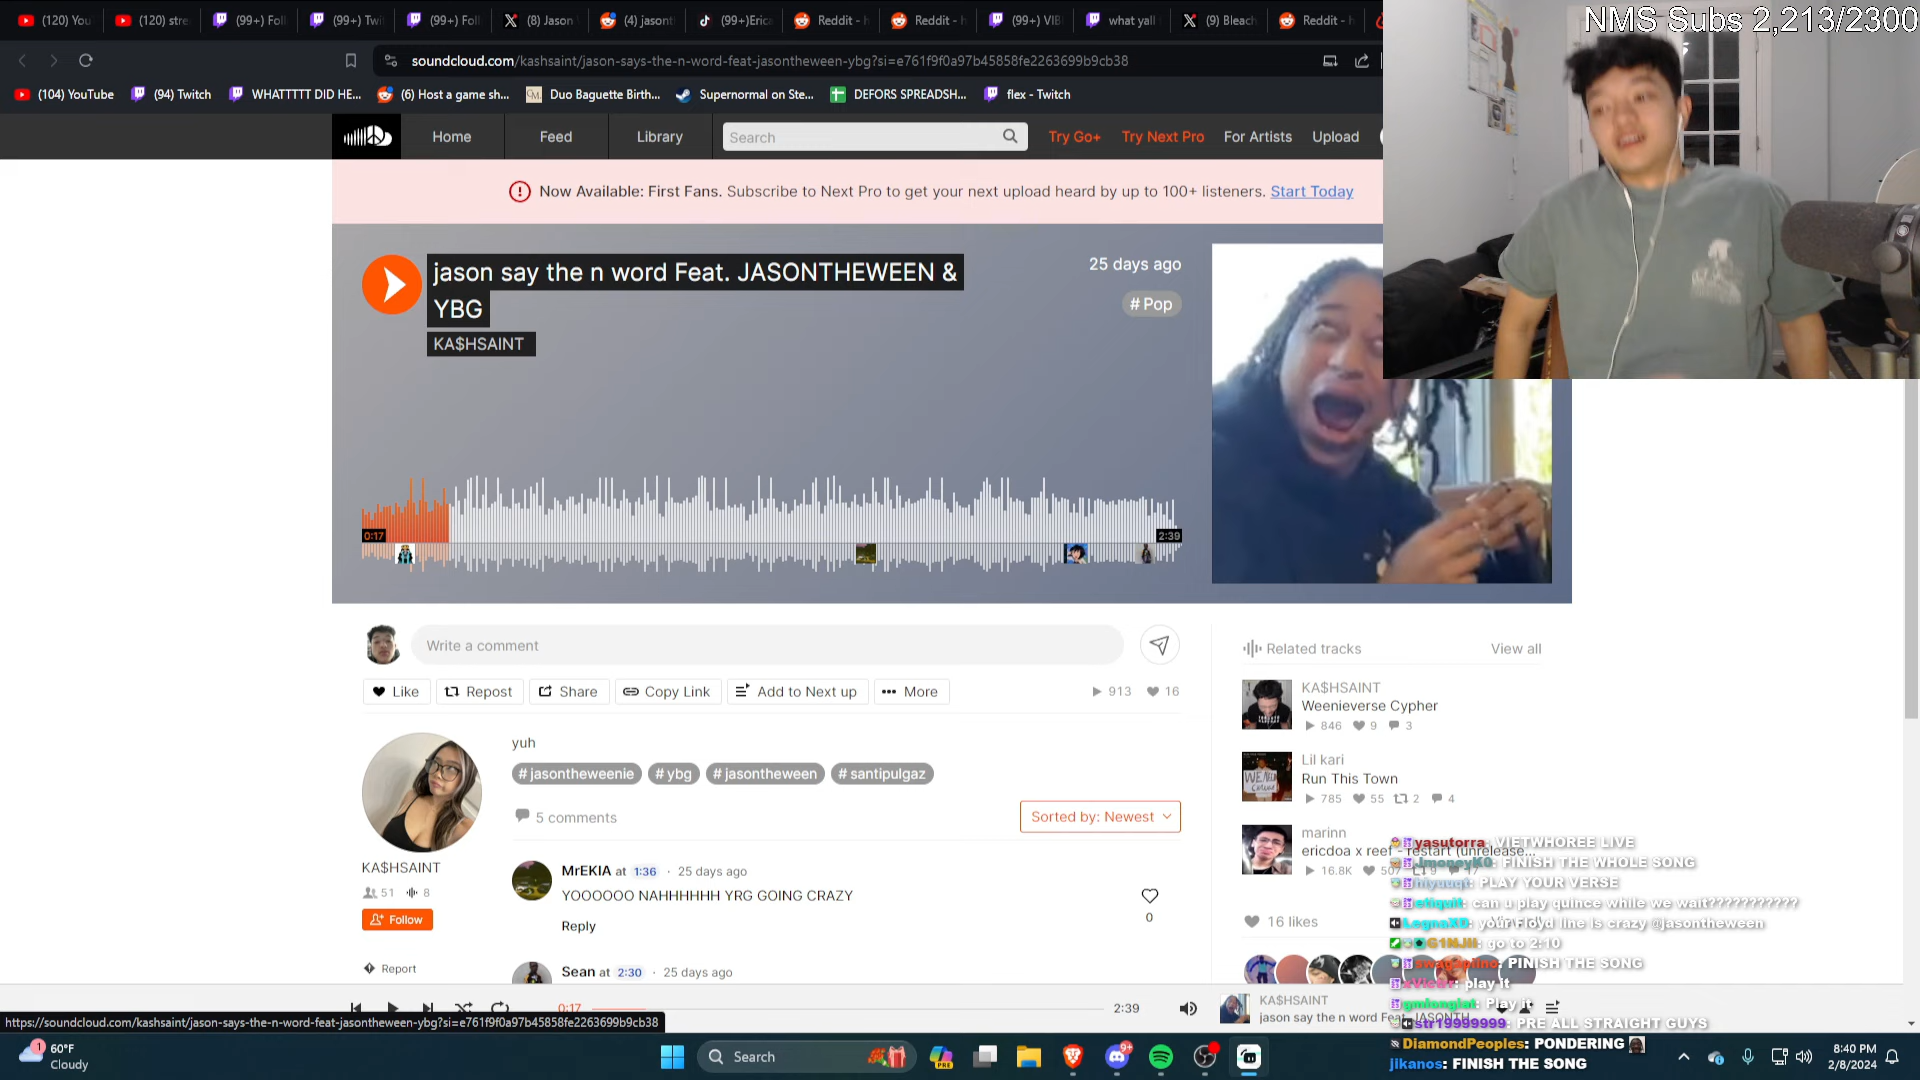 (120) You
(120) stre
(99+) Foll
(99+) Twi
(99+) Foll
(8) Jason
(4) jasont
(99+)Erica
Reddit - h
Reddit - h
(99+) VIB
what yall
(9) Bleach
Reddit - h
NMS Subs 2,213/2300
soundcloud.com/kashsaint/jason-says-the-n-word-feat-jasontheween-ybg?si=e761f9f0a97b45858fe2263699b9cb38
(104) YouTube
(94) Twitch
WHATTTTT DID HE...
(6) Host a game sh...
Duo Baguette Birth...
Supernormal on Ste...
DEFORS SPREADSH...
flex - Twitch
Home
Feed
Library
Search
Try Go+
Try Next Pro
For Artists
Upload
Now Available: First Fans. Subscribe to Next Pro to get your next upload heard by up to 100+ listeners. Start Today
jason say the n word Feat. JASONTHEWEEN &
YBG
KA$HSAINT
25 days ago
# Pop
0:17
2:39
Write a comment
Like
Repost
Share
Copy Link
Add to Next up
More
913
16
yuh
# jasontheweenie
# ybg
# jasontheween
# santipulgaz
5 comments
Sorted by: Newest
KA$HSAINT
51
8
Follow
Report
MrEKIA at 1:36 · 25 days ago
YOOOOOO NAHHHHHH YRG GOING CRAZY
Reply
0
Sean at 2:30 · 25 days ago
Related tracks
View all
KA$HSAINT
Weenieverse Cypher
846 9 3
Lil kari
Run This Town
785 55 2 4
marinn
ericdoa x reef - restart (unrelease...
16.8K 507 9 17
16 likes
yasutorra: VIETWHOREE LIVE
JmoneyK0: FINISH THE WHOLE SONG
hiyuuqt: PLAY YOUR VERSE
etiquit: can u play quince while we wait????????????
LegnaXD: your floyd line is crazy @jasontheween
G1NJII: go to 2:10
PINISH THE SONG
play it
Play it
str19999999: PRE ALL STRAIGHT GUYS
DiamondPeoples: PONDERING
jikanos: FINISH THE SONG
0:17
2:39
KA$HSAINT
jason say the n word Feat. JASONTH
https://soundcloud.com/kashsaint/jason-says-the-n-word-feat-jasontheween-ybg?si=e761f9f0a97b45858fe2263699b9cb38
1
60°F
Cloudy
Search
PRE
9+
8:40 PM
2/8/2024